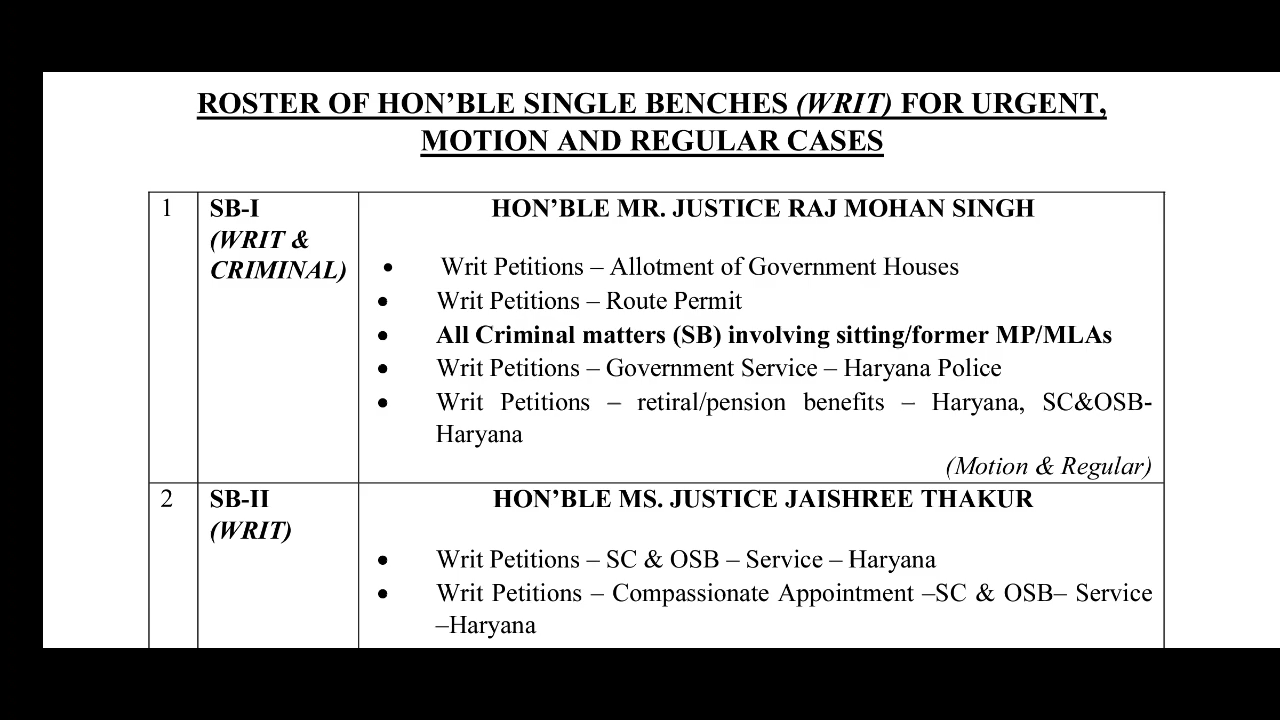 ROSTER OF HON’BLE SINGLE BENCHES (WRIT) FOR URGENT,
MOTION AND REGULAR CASES
1
SB-I
(WRIT &
CRIMINAL)
HON’BLE MR. JUSTICE RAJ MOHAN SINGH
• Writ Petitions – Allotment of Government Houses
• Writ Petitions – Route Permit
• All Criminal matters (SB) involving sitting/former MP/MLAs
• Writ Petitions – Government Service – Haryana Police
• Writ Petitions – retiral/pension benefits – Haryana, SC&OSB-
Haryana
(Motion & Regular)
2
SB-II
(WRIT)
HON’BLE MS. JUSTICE JAISHREE THAKUR
• Writ Petitions – SC & OSB – Service – Haryana
• Writ Petitions – Compassionate Appointment –SC & OSB– Service
–Haryana